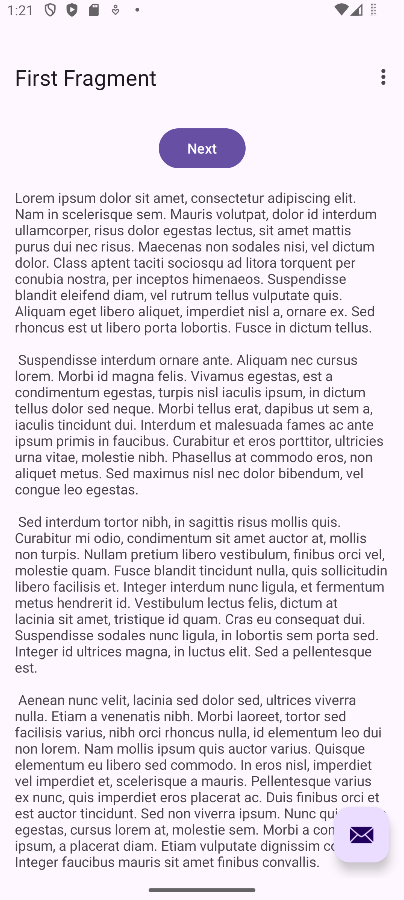 1:21
First Fragment
Next
Lorem ipsum dolor sit amet, consectetur adipiscing elit.
Nam in scelerisque sem. Mauris volutpat, dolor id interdum
ullamcorper, risus dolor egestas lectus, sit amet mattis
purus dui nec risus. Maecenas non sodales nisi, vel dictum
dolor. Class aptent taciti sociosqu ad litora torquent per
conubia nostra, per inceptos himenaeos. Suspendisse
blandit eleifend diam, vel rutrum tellus vulputate quis.
Aliquam eget libero aliquet, imperdiet nisl a, ornare ex. Sed
rhoncus est ut libero porta lobortis. Fusce in dictum tellus.
Suspendisse interdum ornare ante. Aliquam nec cursus
lorem. Morbi id magna felis. Vivamus egestas, est a
condimentum egestas, turpis nisl iaculis ipsum, in dictum
tellus dolor sed neque. Morbi tellus erat, dapibus ut sem a,
iaculis tincidunt dui. Interdum et malesuada fames ac ante
ipsum primis in faucibus. Curabitur et eros porttitor, ultricies
urna vitae, molestie nibh. Phasellus at commodo eros, non
aliquet metus. Sed maximus nisl nec dolor bibendum, vel
congue leo egestas.
Sed interdum tortor nibh, in sagittis risus mollis quis.
Curabitur mi odio, condimentum sit amet auctor at, mollis
non turpis. Nullam pretium libero vestibulum, finibus orci vel,
molestie quam. Fusce blandit tincidunt nulla, quis sollicitudin
libero facilisis et. Integer interdum nunc ligula, et fermentum
metus hendrerit id. Vestibulum lectus felis, dictum at
lacinia sit amet, tristique id quam. Cras eu consequat dui.
Suspendisse sodales nunc ligula, in lobortis sem porta sed.
Integer id ultrices magna, in luctus elit. Sed a pellentesque
est.
Aenean nunc velit, lacinia sed dolor sed, ultrices viverra
nulla. Etiam a venenatis nibh. Morbi laoreet, tortor sed
facilisis varius, nibh orci rhoncus nulla, id elementum leo dui
non lorem. Nam mollis ipsum quis auctor varius. Quisque
elementum eu libero sed commodo. In eros nisl, imperdiet
vel imperdiet et, scelerisque a mauris. Pellentesque varius
ex nunc, quis imperdiet eros placerat ac. Duis finibus orci et
est auctor tincidunt. Sed non viverra ipsum. Nunc quis augue
egestas, cursus lorem at, molestie sem. Morbi a
ipsum, a placerat diam. Etiam vulputate dignissim
Integer faucibus mauris sit amet finibus convallis.